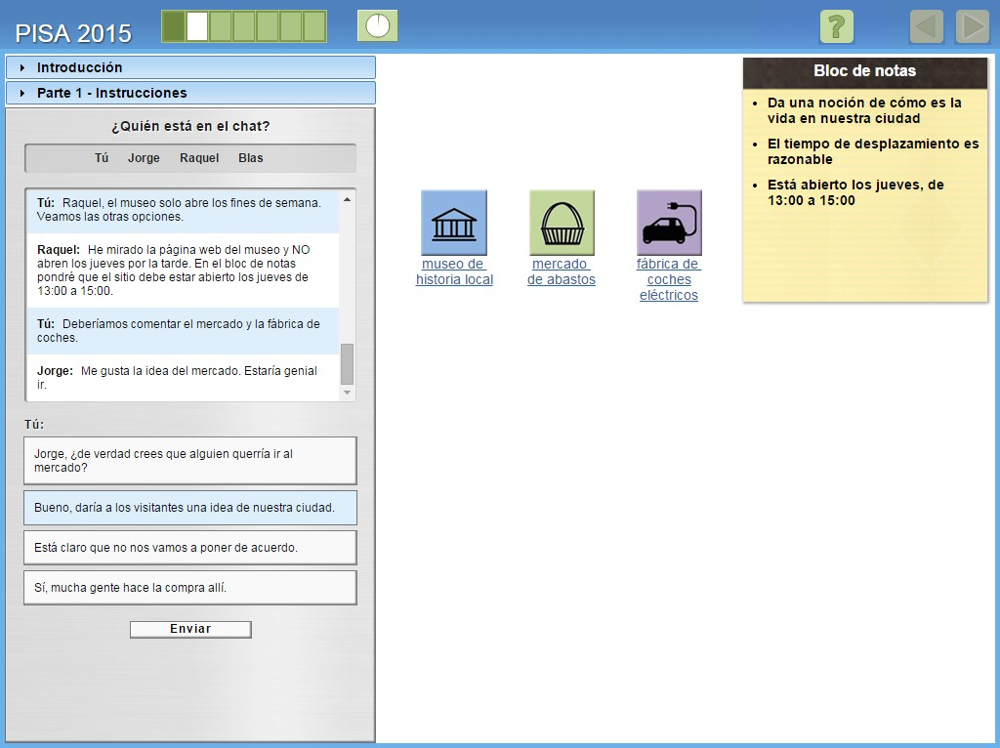 PISA 2015
?
Introducción
Parte 1 - Instrucciones
¿Quién está en el chat?
Tú Jorge Raquel Blas
Tú: Raquel, el museo solo abre los fines de semana.
Veamos las otras opciones.
Raquel: He mirado la página web del museo y NO
abren los jueves por la tarde. En el bloc de notas
pondré que el sitio debe estar abierto los jueves de
13:00 a 15:00.
Tú: Deberíamos comentar el mercado y la fábrica de
coches.
Jorge: Me gusta la idea del mercado. Estaría genial
ir.
Tú:
Jorge, ¿de verdad crees que alguien querría ir al
mercado?
Bueno, daría a los visitantes una idea de nuestra ciudad.
Está claro que no nos vamos a poner de acuerdo.
Sí, mucha gente hace la compra allí.
Enviar
museo de
historia local
mercado
de abastos
fábrica de
coches
eléctricos
Bloc de notas
• Da una noción de cómo es la
vida en nuestra ciudad
• El tiempo de desplazamiento es
razonable
• Está abierto los jueves, de
13:00 a 15:00